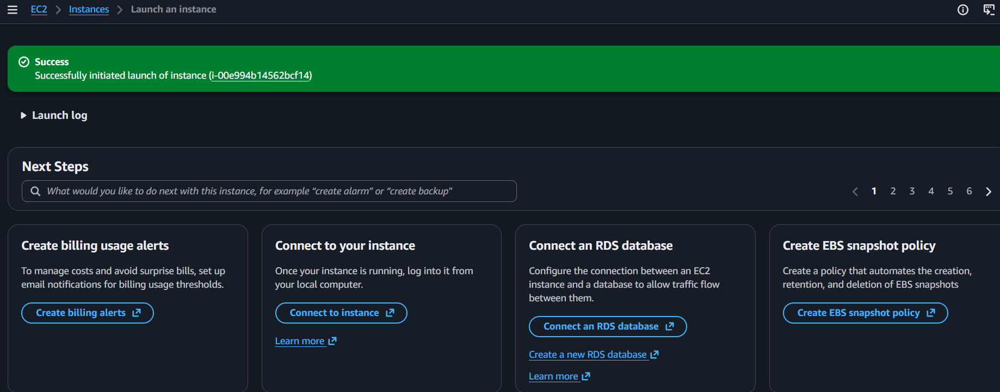 EC2 > Instances > Launch an instance
Success
Successfully initiated launch of instance (i-00e994b14562bcf14)
Launch log
Next Steps
What would you like to do next with this instance, for example “create alarm” or “create backup"
1 2 3 4 5 6
Create billing usage alerts
To manage costs and avoid surprise bills, set up
email notifications for billing usage thresholds.
Create billing alerts
Connect to your instance
Once your instance is running, log into it from
your local computer.
Connect to instance
Learn more
Connect an RDS database
Configure the connection between an EC2
instance and a database to allow traffic flow
between them.
Connect an RDS database
Create a new RDS database
Learn more
Create EBS snapshot policy
Create a policy that automates the creation,
retention, and deletion of EBS snapshots
Create EBS snapshot policy